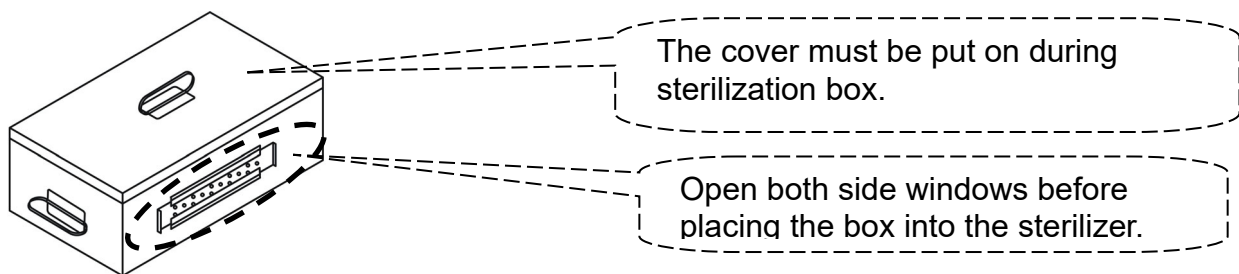 The cover must be put on during
sterilization box.
Open both side windows before
placing the box into the sterilizer.